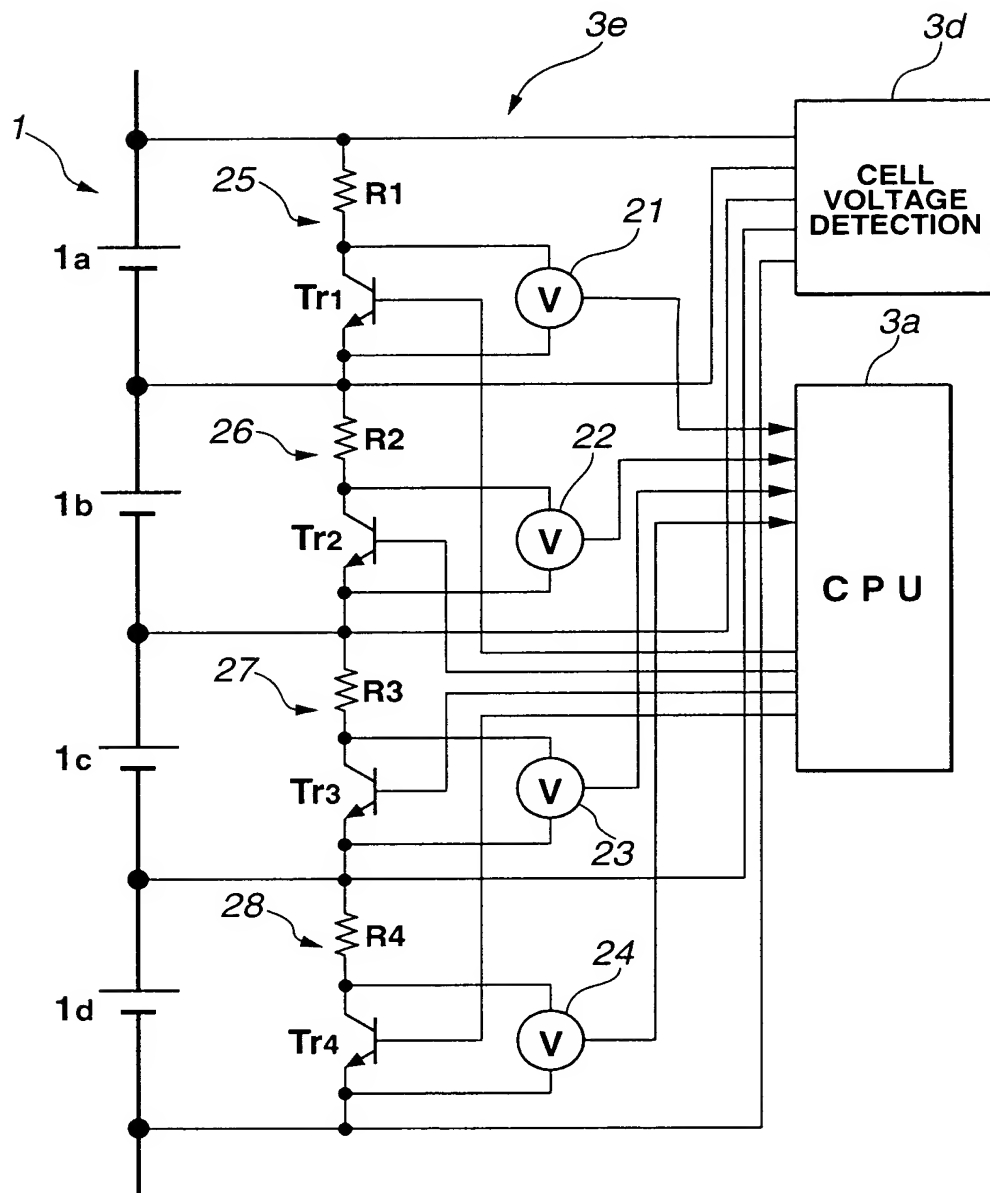 3e
3d
1
25
R1
21
CELL
VOLTAGE
DETECTION
1a
Tr1
V
3a
26
R2
22
1b
Tr2
V
CPU
27
R3
1c
Tr3
V
23
28
R4
24
1d
Tr4
V